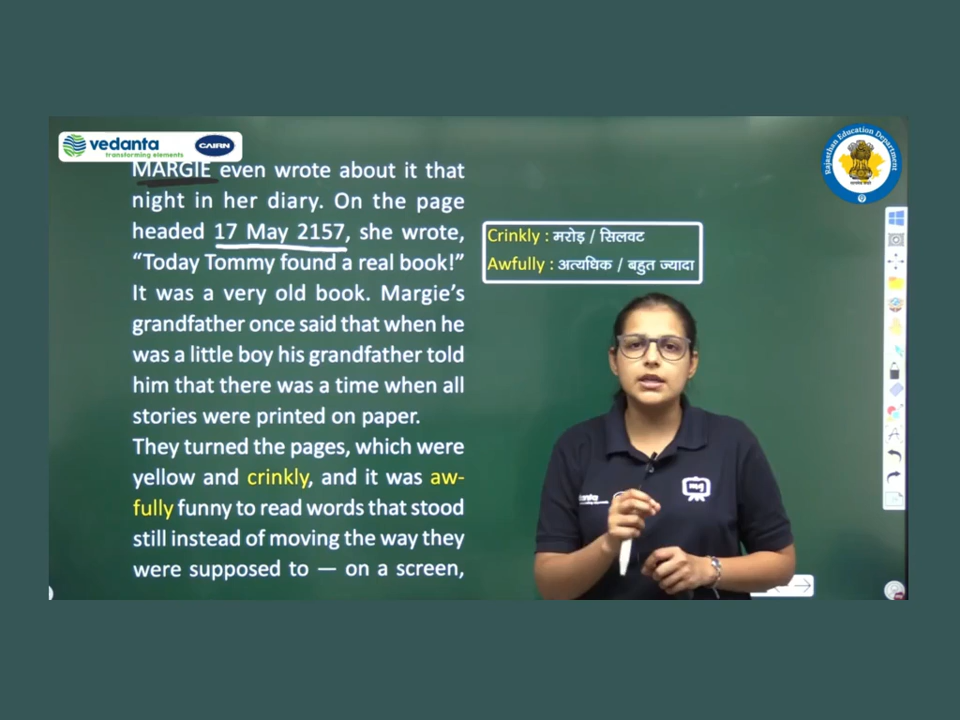 vedanta
transforming elements
CAIRN
Rajasthan Education Department
MARGIE even wrote about it that
night in her diary. On the page
headed 17 May 2157, she wrote,
“Today Tommy found a real book!”
It was a very old book. Margie’s
grandfather once said that when he
was a little boy his grandfather told
him that there was a time when all
stories were printed on paper.
They turned the pages, which were
yellow and crinkly, and it was aw-
fully funny to read words that stood
still instead of moving the way they
were supposed to — on a screen,
Crinkly : मरोड़ / सिलवट
Awfully : अत्यधिक / बहुत ज्यादा